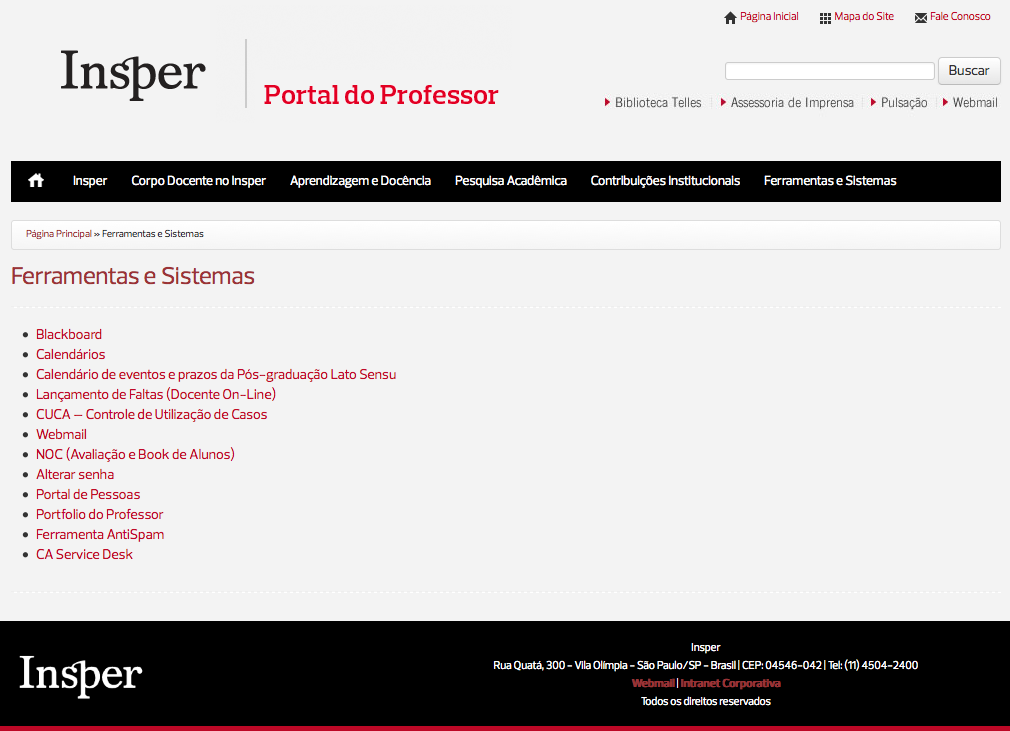 Página Inicial
Mapa do Site
Fale Conosco
Insper
Portal do Professor
Buscar
Biblioteca Telles
Assessoria de Imprensa
Pulsação
Webmail
Insper
Corpo Docente no Insper
Aprendizagem e Docência
Pesquisa Acadêmica
Contribuições Institucionais
Ferramentas e Sistemas
Página Principal » Ferramentas e Sistemas
Ferramentas e Sistemas
Blackboard
Calendários
Calendário de eventos e prazos da Pós-graduação Lato Sensu
Lançamento de Faltas (Docente On-Line)
CUCA – Controle de Utilização de Casos
Webmail
NOC (Avaliação e Book de Alunos)
Alterar senha
Portal de Pessoas
Portfolio do Professor
Ferramenta AntiSpam
CA Service Desk
Insper
Insper
Rua Quatá, 300 - Vila Olímpia - São Paulo/SP - Brasil | CEP: 04546-042 | Tel: (11) 4504-2400
Webmail | Intranet Corporativa
Todos os direitos reservados